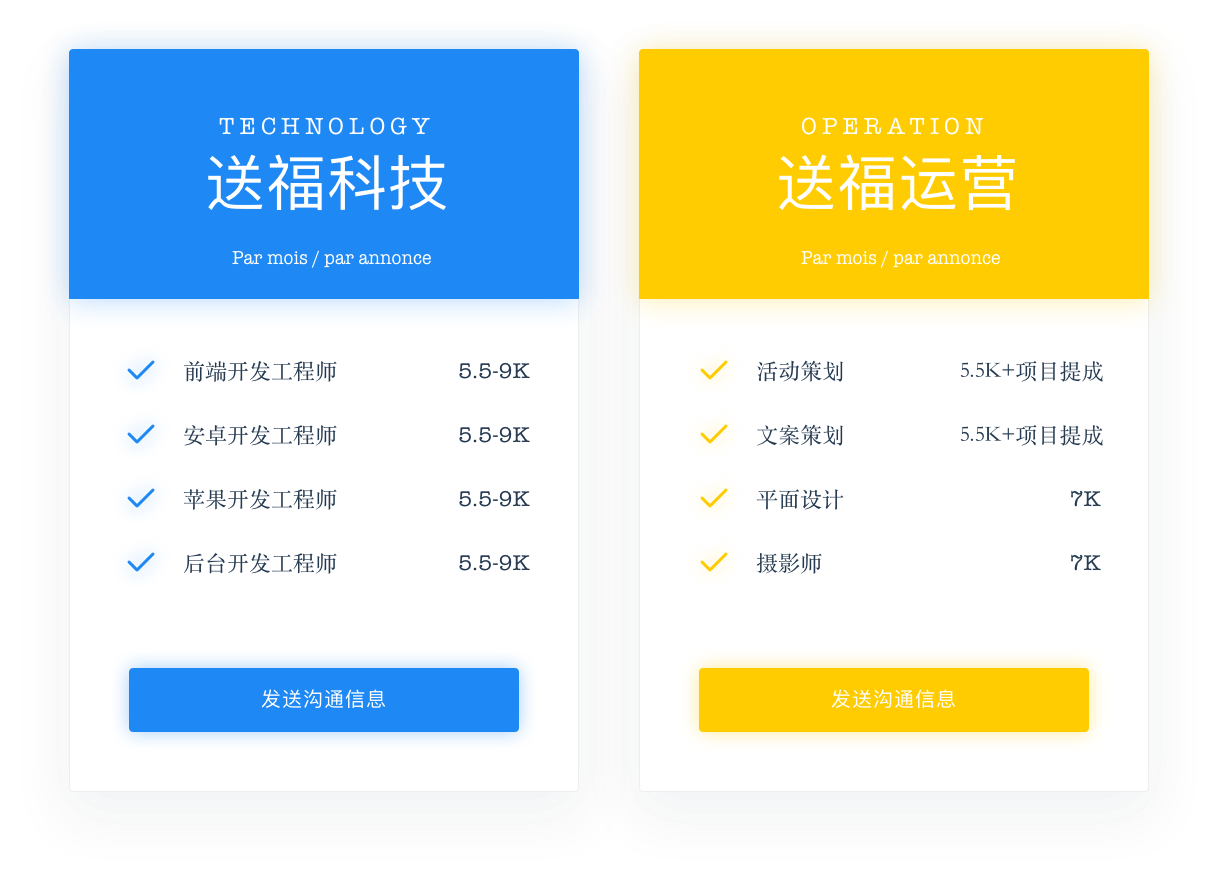 TECHNOLOGY
送福科技
Par mois / par annonce
前端开发工程师 5.5-9K
安卓开发工程师 5.5-9K
苹果开发工程师 5.5-9K
后台开发工程师 5.5-9K
发送沟通信息
OPERATION
送福运营
Par mois / par annonce
活动策划 5.5K+项目提成
文案策划 5.5K+项目提成
平面设计 7K
摄影师 7K
发送沟通信息